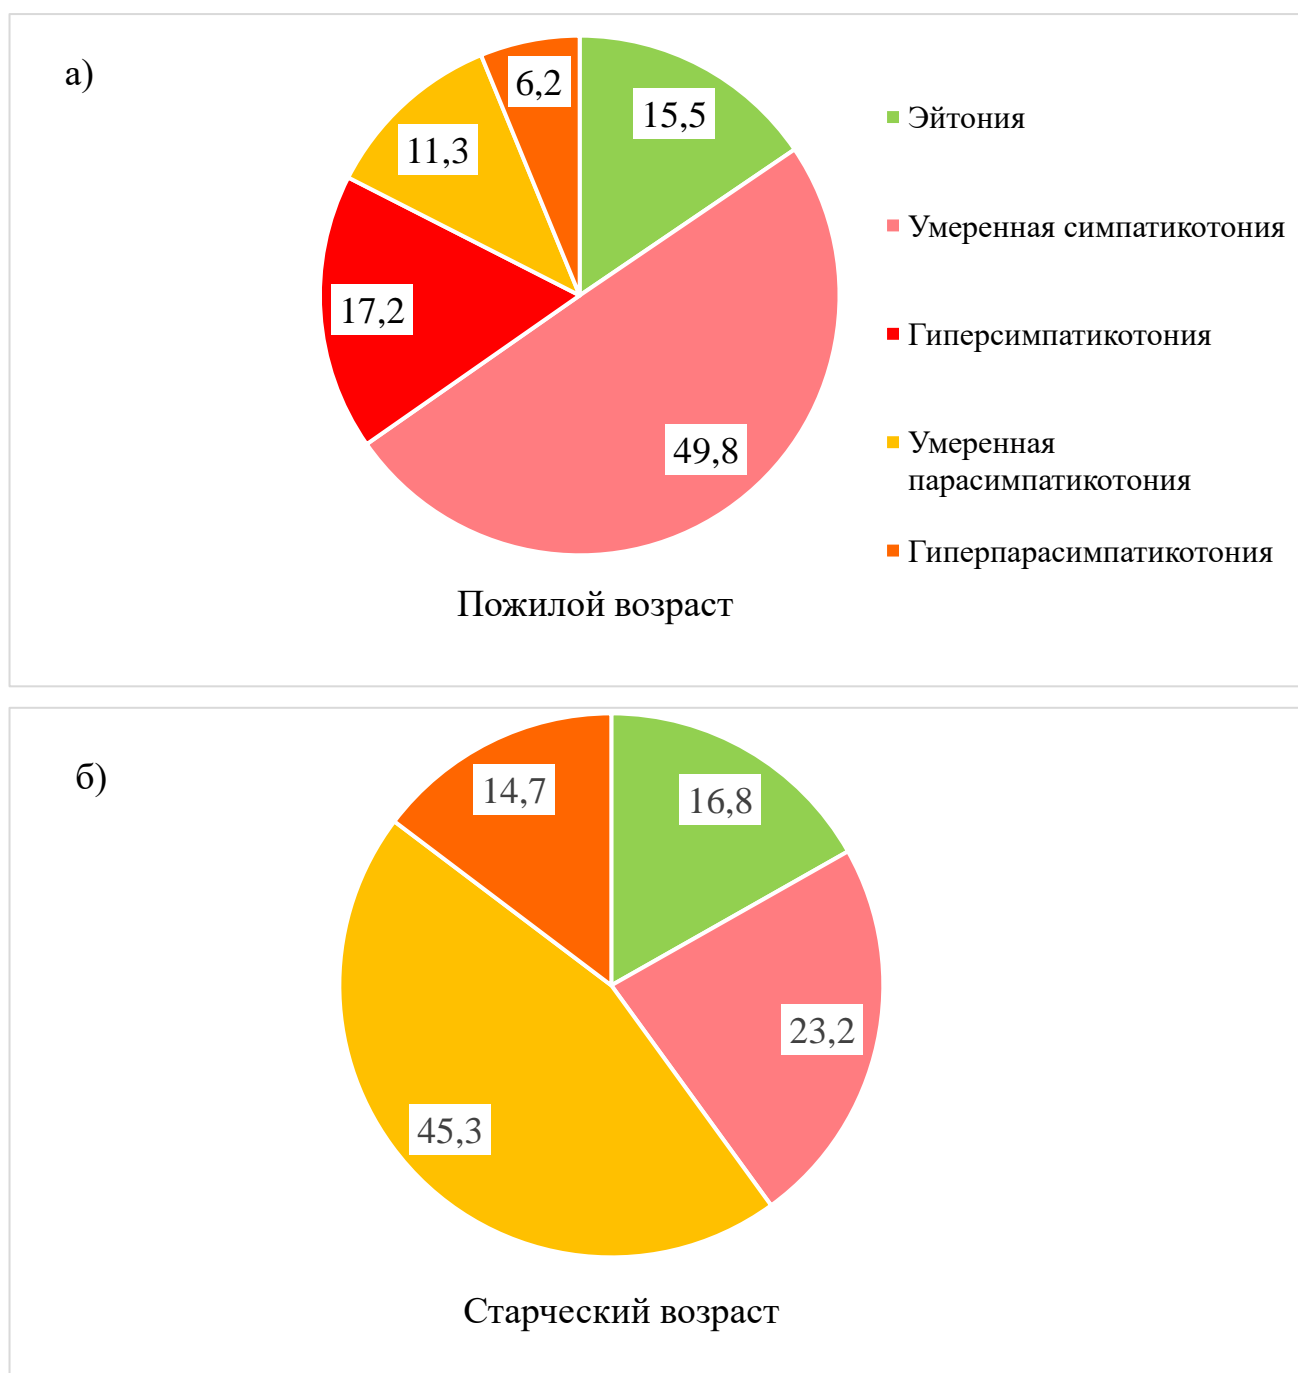 а)
6,2
15,5
11,3
17,2
49,8
Эйтония
Умеренная симпатикотония
Гиперсимпатикотония
Умеренная
парасимпатикотония
Гиперпарасимпатикотония
Пожилой возраст
б)
14,7
16,8
23,2
45,3
Старческий возраст